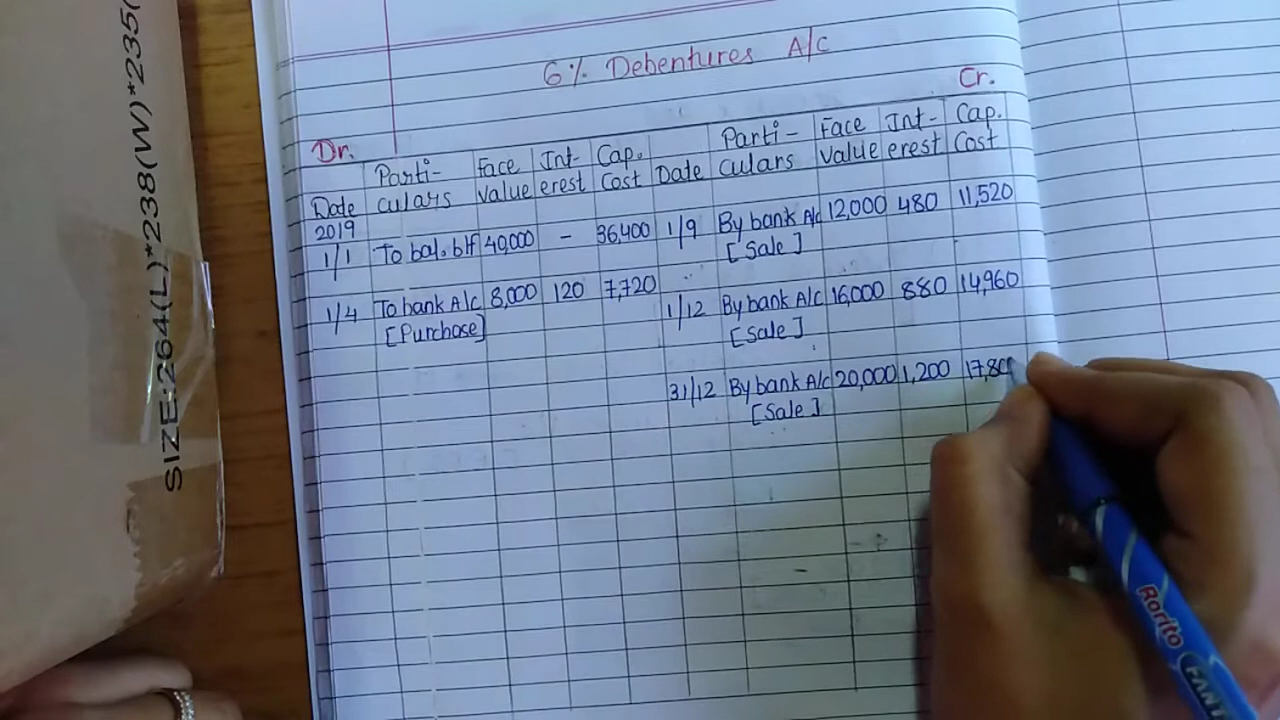 SIZE:264(L)*238(W)*235(
6% Debentures A/C
Dr. Cr.
Date Parti- culars Face value Int- erest Cap. Cost Date Parti- culars Face value Int- erest Cap. Cost
2019
1/1 To bal. b/f 40,000 - 36,400 1/9 By bank A/c 12,000 480 11,520
[Sale]
1/4 To bank A/c 8,000 120 7,720 1/12 By bank A/c 16,000 880 14,960
[Purchase] [Sale]
31/12 By bank A/c 20,000 1,200 17,80
[Sale]
Rorito
FANT